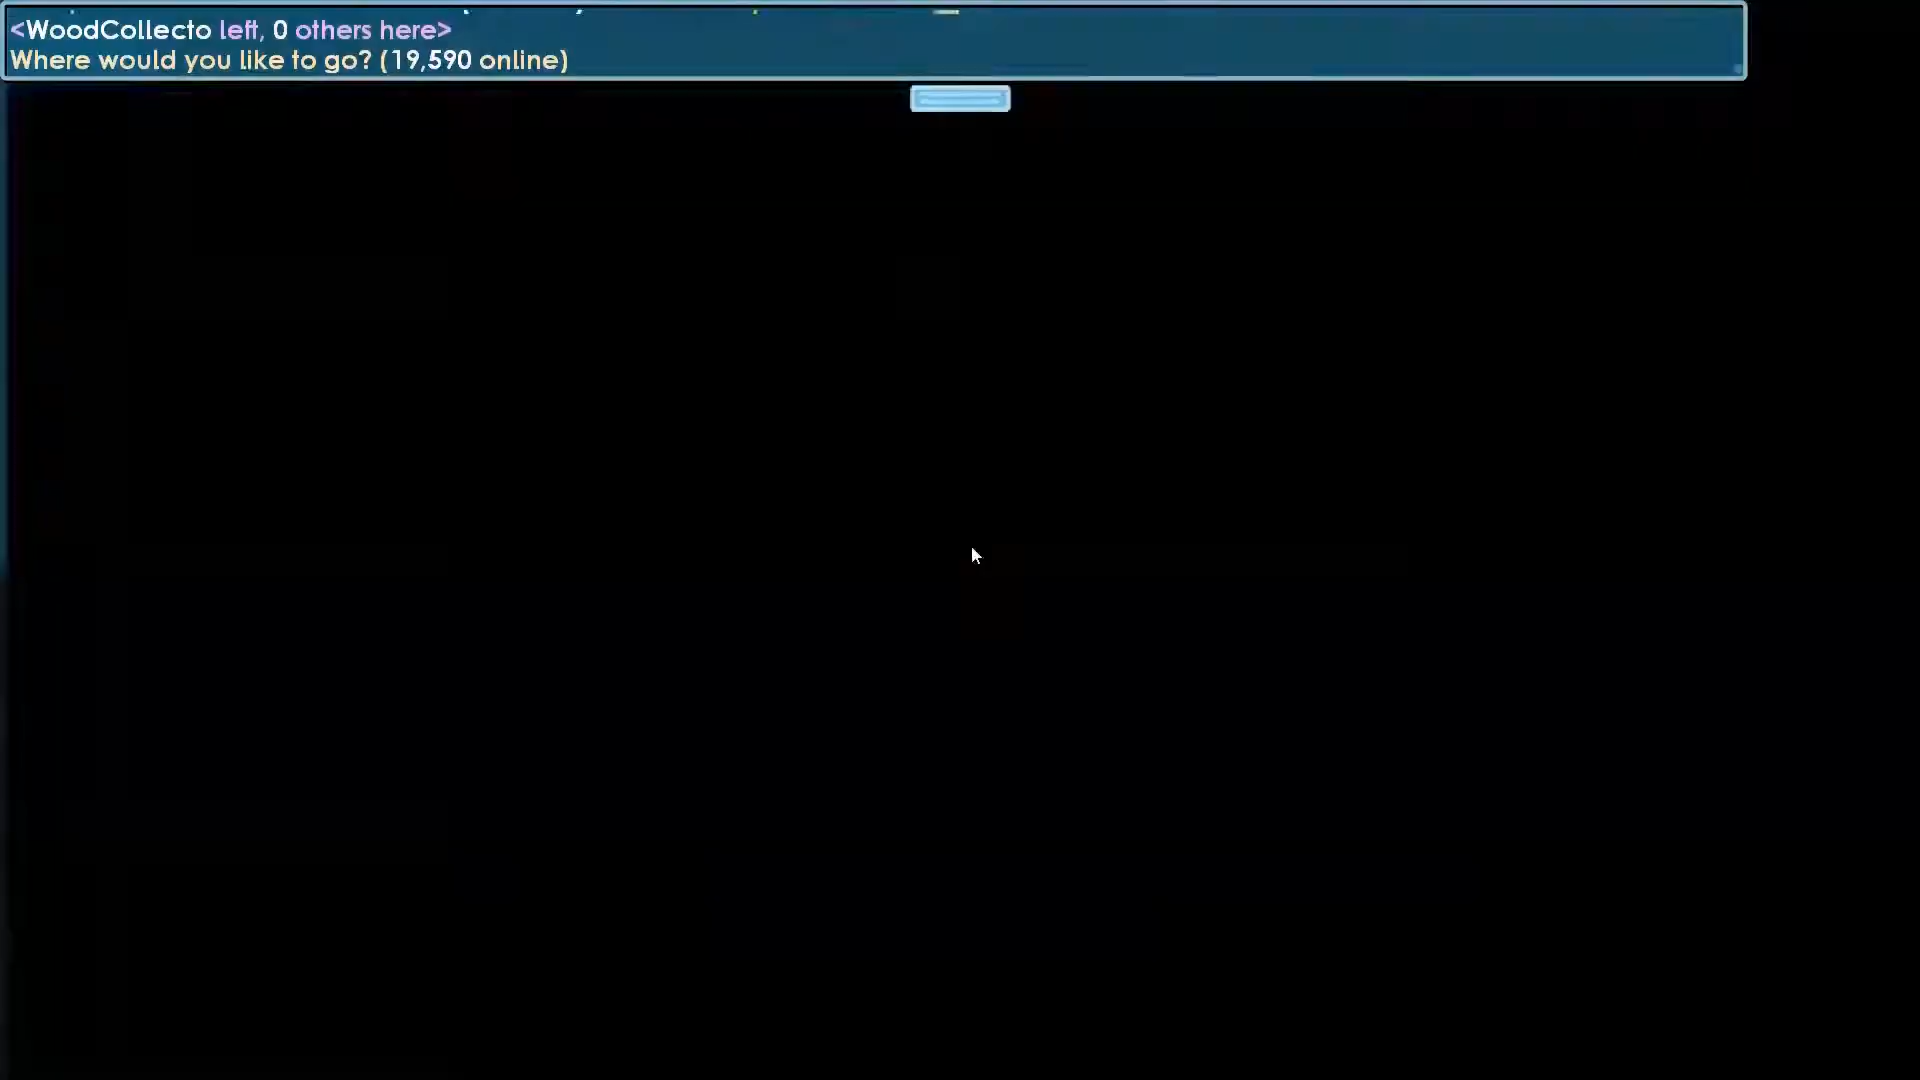 <WoodCollecto left, 0 others here>
Where would you like to go? (19,590 online)